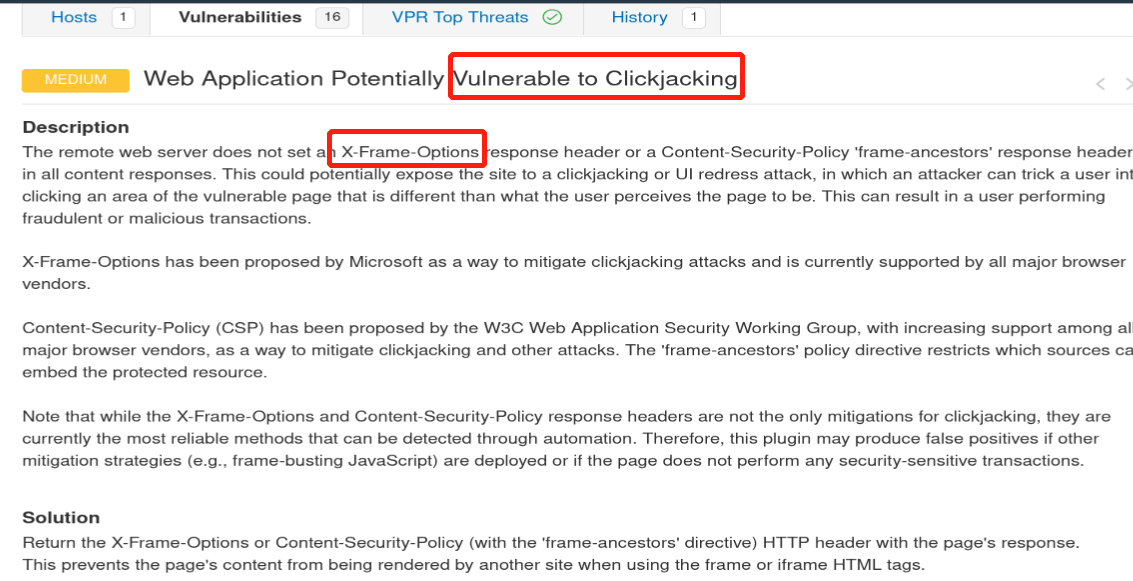 Hosts 1 Vulnerabilities 16 VPR Top Threats History 1
MEDIUM Web Application Potentially Vulnerable to Clickjacking
Description
The remote web server does not set an X-Frame-Options response header or a Content-Security-Policy 'frame-ancestors' response header
in all content responses. This could potentially expose the site to a clickjacking or UI redress attack, in which an attacker can trick a user int
clicking an area of the vulnerable page that is different than what the user perceives the page to be. This can result in a user performing
fraudulent or malicious transactions.
X-Frame-Options has been proposed by Microsoft as a way to mitigate clickjacking attacks and is currently supported by all major browser
vendors.
Content-Security-Policy (CSP) has been proposed by the W3C Web Application Security Working Group, with increasing support among all
major browser vendors, as a way to mitigate clickjacking and other attacks. The 'frame-ancestors' policy directive restricts which sources ca
embed the protected resource.
Note that while the X-Frame-Options and Content-Security-Policy response headers are not the only mitigations for clickjacking, they are
currently the most reliable methods that can be detected through automation. Therefore, this plugin may produce false positives if other
mitigation strategies (e.g., frame-busting JavaScript) are deployed or if the page does not perform any security-sensitive transactions.
Solution
Return the X-Frame-Options or Content-Security-Policy (with the 'frame-ancestors' directive) HTTP header with the page's response.
This prevents the page's content from being rendered by another site when using the frame or iframe HTML tags.